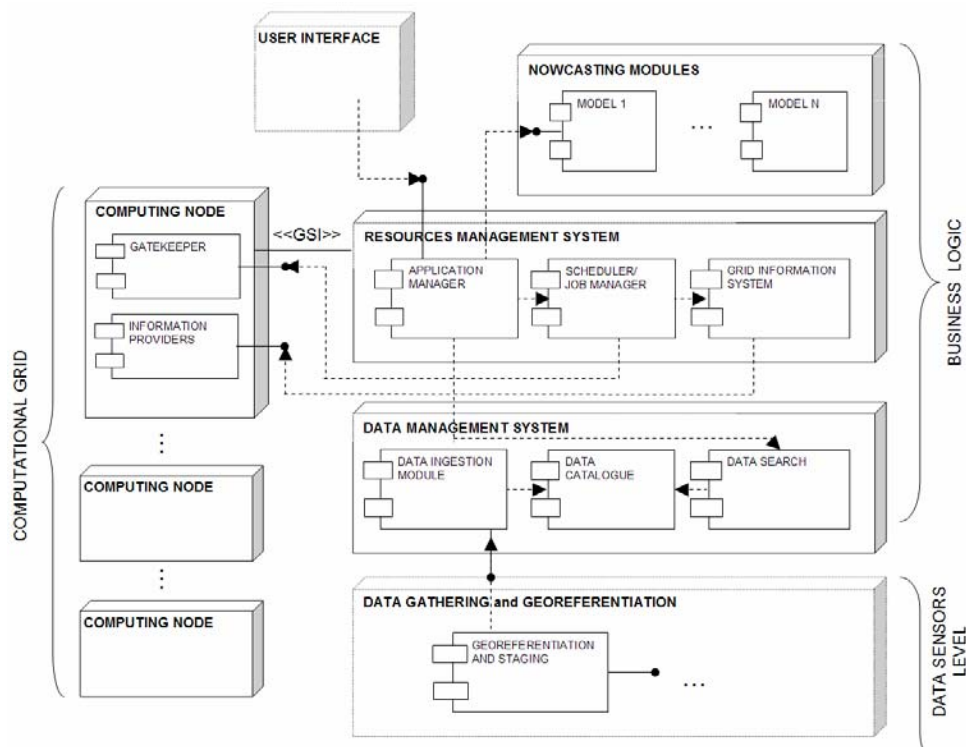 USER INTERFACE
NOWCASTING MODULES
MODEL 1
...
MODEL N
COMPUTING NODE
GATEKEEPER
INFORMATION
PROVIDERS
<<GSI>>
RESOURCES MANAGEMENT SYSTEM
APPLICATION
MANAGER
SCHEDULER/
JOB MANAGER
GRID INFORMATION
SYSTEM
DATA MANAGEMENT SYSTEM
DATA INGESTION
MODULE
DATA
CATALOGUE
DATA SEARCH
COMPUTING NODE
COMPUTING NODE
DATA GATHERING and GEOREFERENTIATION
GEOREFERENTIATION
AND STAGING
...
COMPUTATIONAL GRID
BUSINESS LOGIC
DATA SENSORS
LEVEL